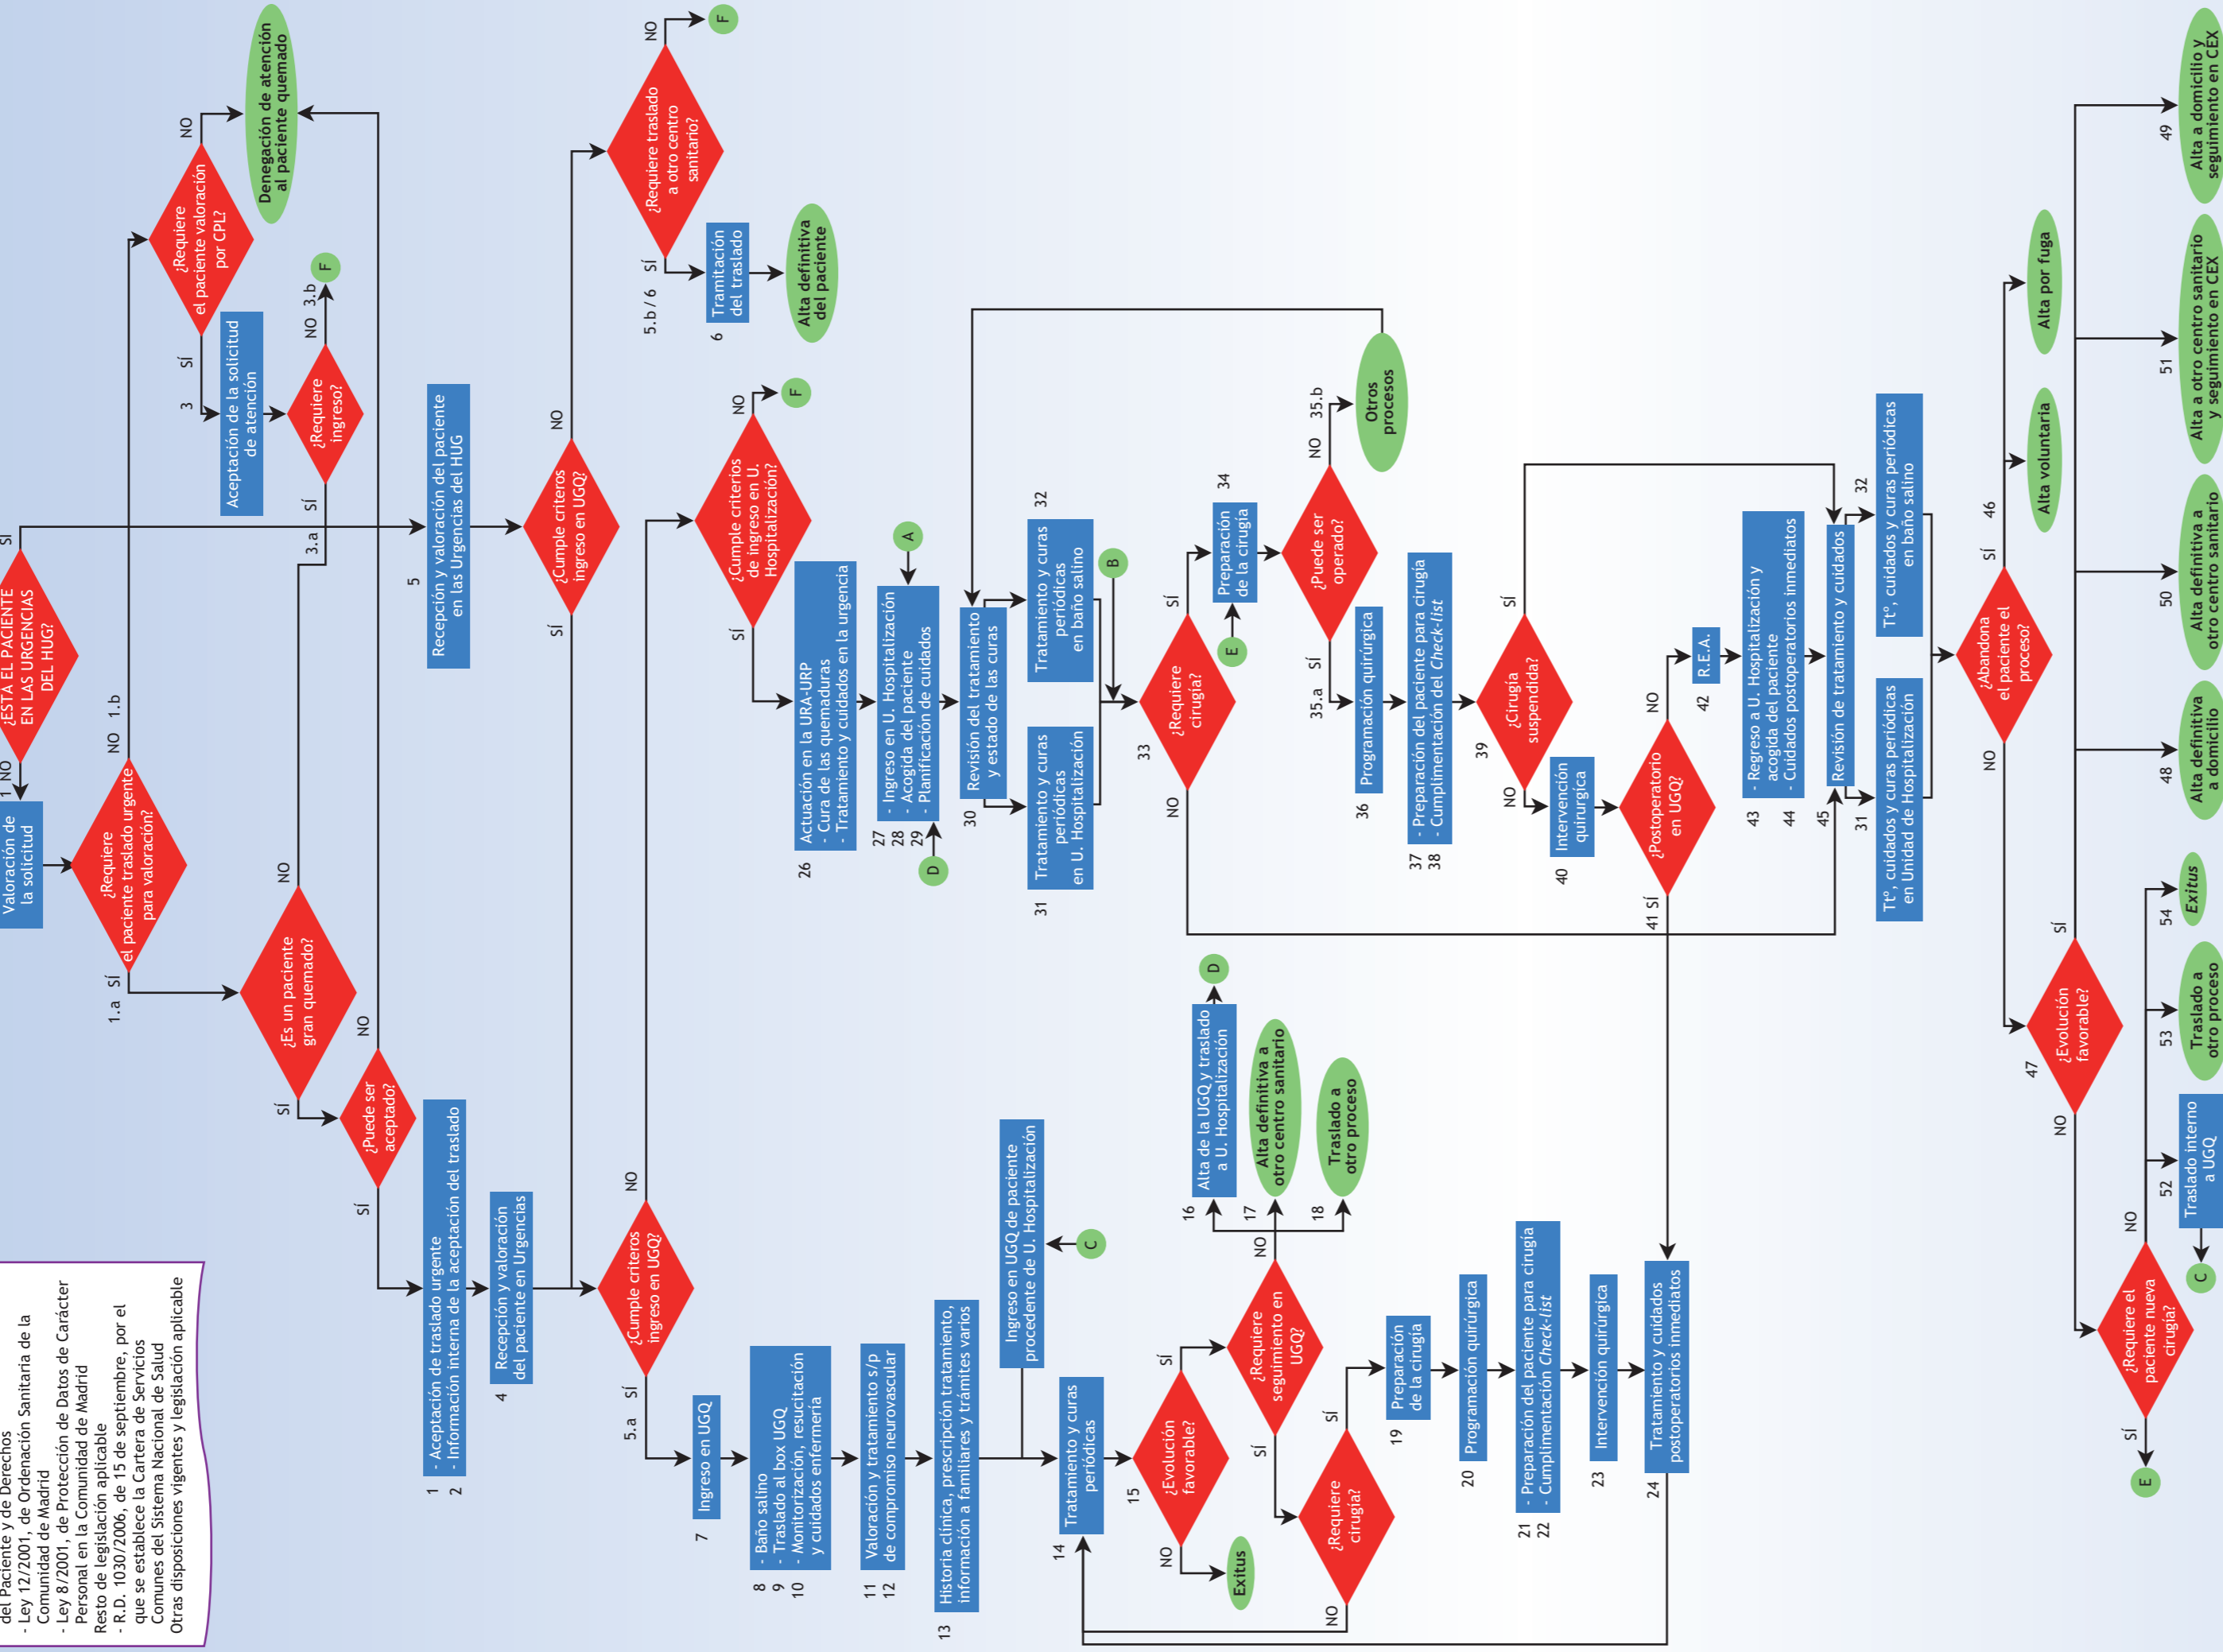 del Paciente y de Derechos
- Ley 12/2001, de Ordenación Sanitaria de la
Comunidad de Madrid
- Ley 8/2001, de Protección de Datos de Carácter
Personal en la Comunidad de Madrid
Resto de legislación aplicable
- R.D. 1030/2006, de 15 de septiembre, por el
que se establece la Cartera de Servicios
Comunes del Sistema Nacional de Salud
Otras disposiciones vigentes y legislación aplicable
¿ESTÁ EL PACIENTE
EN LAS URGENCIAS
DEL HUG?
SÍ
1 NO
Valoración de
la solicitud
¿Requiere
el paciente traslado urgente
para valoración?
1.a SÍ
NO 1.b
¿Requiere
el paciente valoración
por CPL?
NO
Denegación de atención
al paciente quemado
SÍ
3
Aceptación de la solicitud
de atención
¿Requiere
ingreso?
NO 3.b
F
SÍ
3.a
¿Es un paciente
gran quemado?
NO
SÍ
¿Puede ser
aceptado?
NO
SÍ
1
2
- Aceptación de traslado urgente
- Información interna de la aceptación del traslado
4
Recepción y valoración
del paciente en Urgencias
5
Recepción y valoración del paciente
en las Urgencias del HUG
¿Cumple criteros
ingreso en UGQ?
SÍ
NO
¿Requiere traslado
a otro centro
sanitario?
NO
F
5.b / 6 SÍ
6
Tramitación
del traslado
Alta definitiva
del paciente
¿Cumple criteros
ingreso en UGQ?
NO
5.a SÍ
7
Ingreso en UGQ
8
9
10
- Baño salino
- Traslado al box UGQ
- Monitorización, resucitación
y cuidados enfermería
11
12
Valoración y tratamiento s/p
de compromiso neurovascular
13
Historia clínica, prescripción tratamiento,
información a familiares y trámites varios
Ingreso en UGQ de paciente
procedente de U. Hospitalización
C
14
Tratamiento y curas
periódicas
15
¿Evolución
favorable?
NO
Exitus
SÍ
¿Requiere
seguimiento en
UGQ?
NO
16
Alta de la UGQ y traslado
a U. Hospitalización
D
17
Alta definitiva a
otro centro sanitario
18
Traslado a
otro proceso
SÍ
¿Requiere
cirugía?
NO
SÍ
19
Preparación
de la cirugía
20
Programación quirúrgica
21
22
- Preparación del paciente para cirugía
- Cumplimentación Check-list
23
Intervención quirúrgica
24
Tratamiento y cuidados
postoperatorios inmediatos
¿Cumple criterios
de ingreso en U.
Hospitalización?
NO
F
SÍ
26
Actuación en la URA-URP
- Cura de las quemaduras
- Tratamiento y cuidados en la urgencia
27
28
29
- Ingreso en U. Hospitalización
- Acogida del paciente
- Planificación de cuidados
A
D
30
Revisión del tratamiento
y estado de las curas
31
Tratamiento y curas
periódicas
en U. Hospitalización
32
Tratamiento y curas
periódicas
en baño salino
B
33
¿Requiere
cirugía?
NO
SÍ
34
Preparación
de la cirugía
E
¿Puede ser
operado?
NO
35.b
Otros
procesos
35.a SÍ
36
Programación quirúrgica
37
38
- Preparación del paciente para cirugía
- Cumplimentación del Check-list
39
¿Cirugía
suspendida?
SÍ
NO
40
Intervención
quirurgica
¿Postoperatorio
en UGQ?
41 SÍ
NO
42
R.E.A.
43
44
- Regreso a U. Hospitalización y
acogida del paciente
- Cuidados postoperatorios inmediatos
45
Revisión de tratamiento y cuidados
31
Ttº, cuidados y curas periódicas
en Unidad de Hospitalización
32
Ttº, cuidados y curas periódicas
en baño salino
¿Abandona
el paciente el
proceso?
SÍ
46
Alta voluntaria
Alta por fuga
NO
47
¿Evolución
favorable?
SÍ
48
Alta definitiva
a domicilio
50
Alta definitiva a
otro centro sanitario
51
Alta a otro centro sanitario
y seguimiento en CEX
49
Alta a domicilio y
seguimiento en CEX
NO
¿Requiere el
paciente nueva
cirugía?
SÍ
E
NO
52
Traslado interno
a UGQ
C
53
Traslado a
otro proceso
54
Exitus